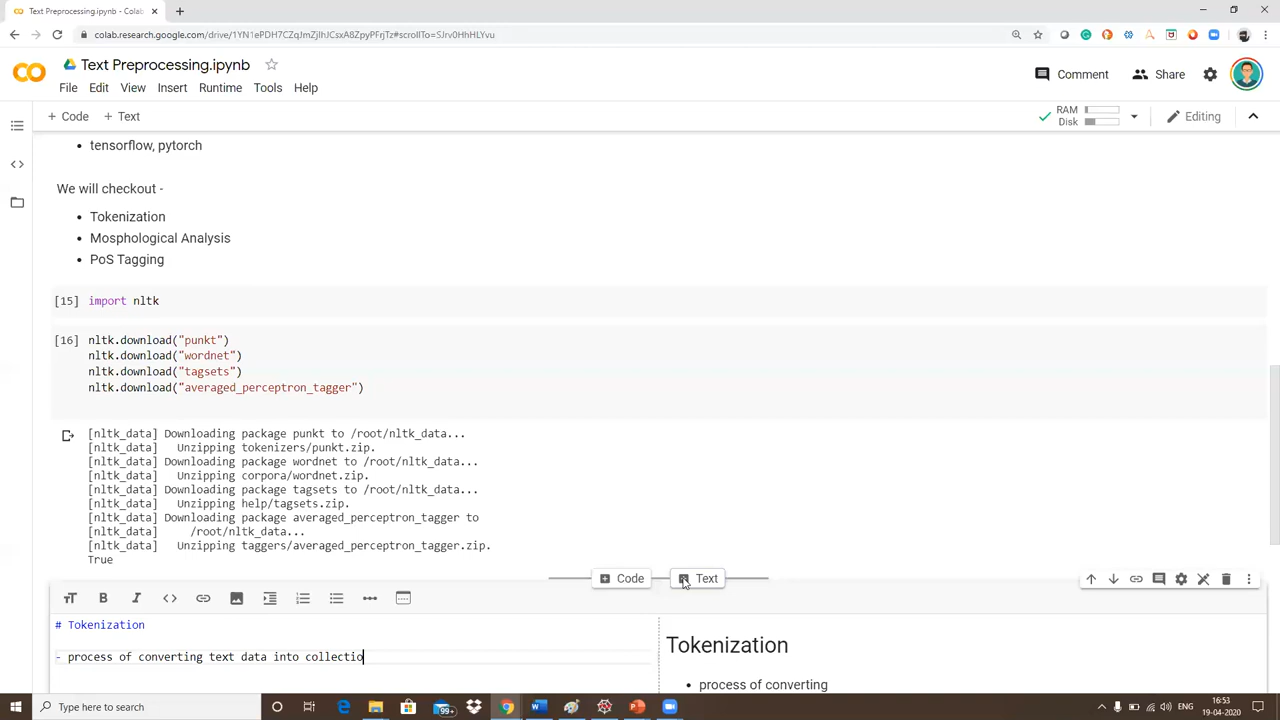 Text Preprocessing.ipynb - Colab
colab.research.google.com/drive/1YN1ePDH7CZqJmZjIhJCsxA8ZpyPFrjTz#scrollTo=SJrv0HhHLYvu
Text Preprocessing.ipynb
Comment
Share
File Edit View Insert Runtime Tools Help
+ Code + Text
RAM
Disk
Editing
• tensorflow, pytorch
We will checkout -
• Tokenization
• Mosphological Analysis
• PoS Tagging
[15] import nltk
[16] nltk.download("punkt")
nltk.download("wordnet")
nltk.download("tagsets")
nltk.download("averaged_perceptron_tagger")
[nltk_data] Downloading package punkt to /root/nltk_data...
[nltk_data]   Unzipping tokenizers/punkt.zip.
[nltk_data] Downloading package wordnet to /root/nltk_data...
[nltk_data]   Unzipping corpora/wordnet.zip.
[nltk_data] Downloading package tagsets to /root/nltk_data...
[nltk_data]   Unzipping help/tagsets.zip.
[nltk_data] Downloading package averaged_perceptron_tagger to
[nltk_data]     /root/nltk_data...
[nltk_data]   Unzipping taggers/averaged_perceptron_tagger.zip.
True
Code
Text
# Tokenization
- process of converting text data into collectio
Tokenization
• process of converting
Type here to search
99+
ENG
16:53
19-04-2020